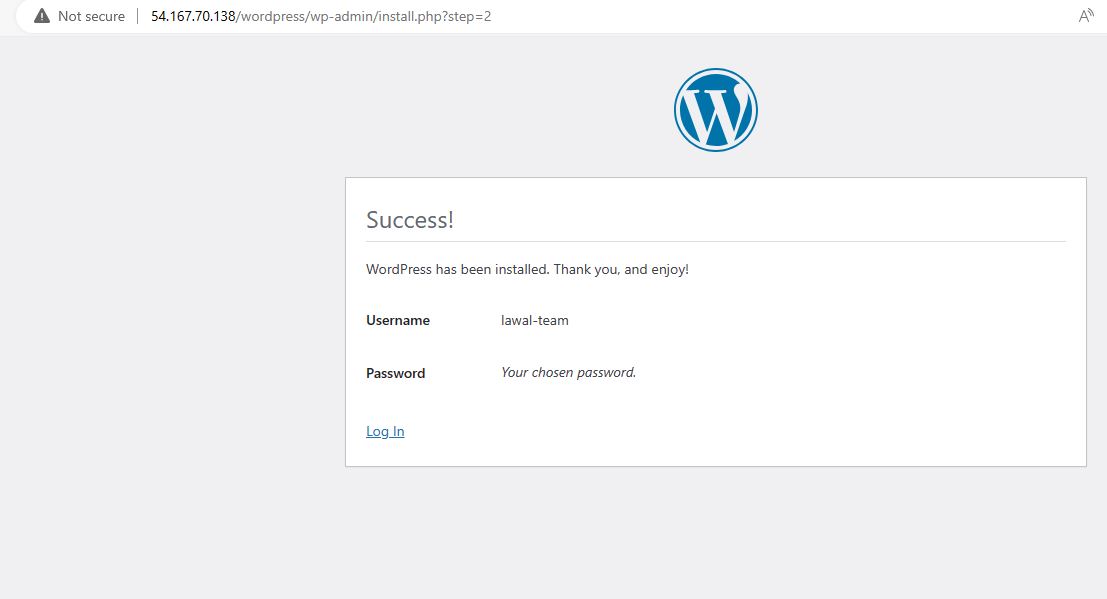 Not secure | 54.167.70.138/wordpress/wp-admin/install.php?step=2
Success!
WordPress has been installed. Thank you, and enjoy!
Username lawal-team
Password Your chosen password.
Log In